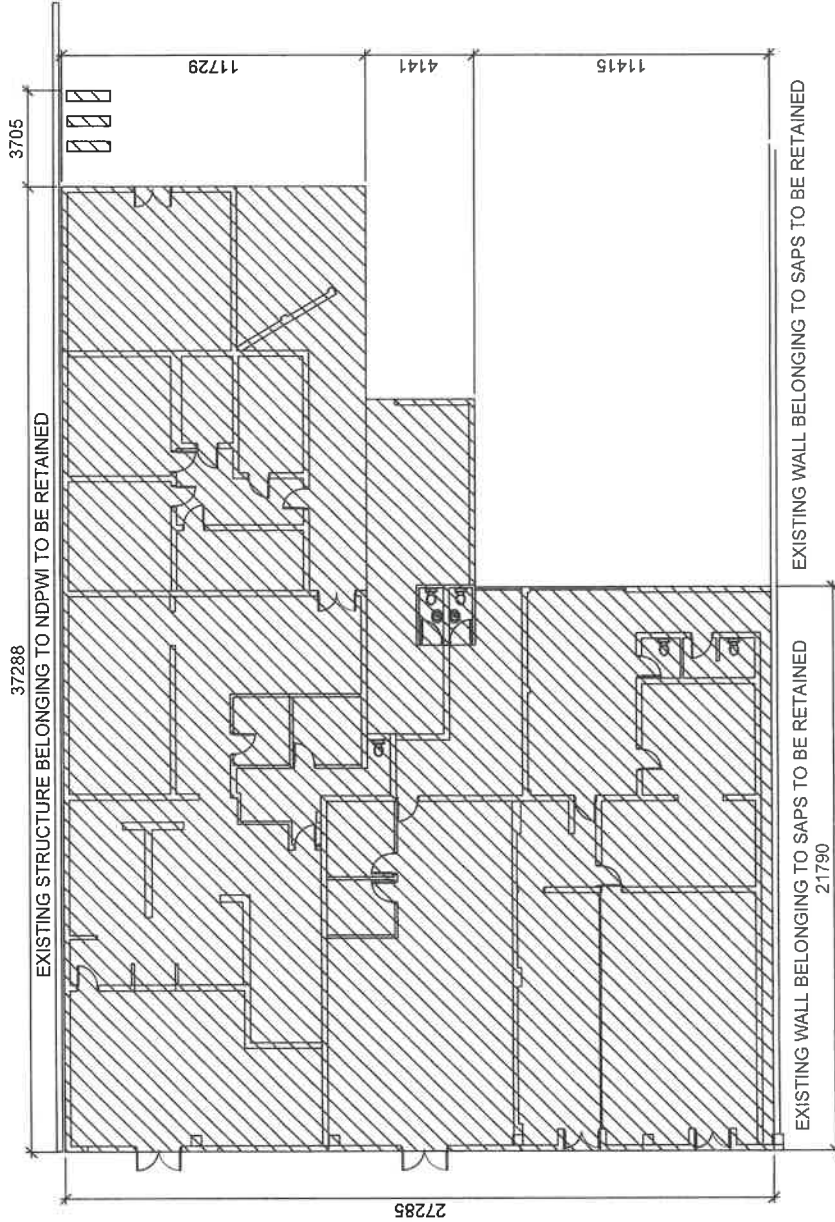 3705
37288
EXISTING STRUCTURE BELONGING TO NDPWI TO BE RETAINED
11729
4141
11415
27285
EXISTING WALL BELONGING TO SAPS TO BE RETAINED
EXISTING WALL BELONGING TO SAPS TO BE RETAINED
21790